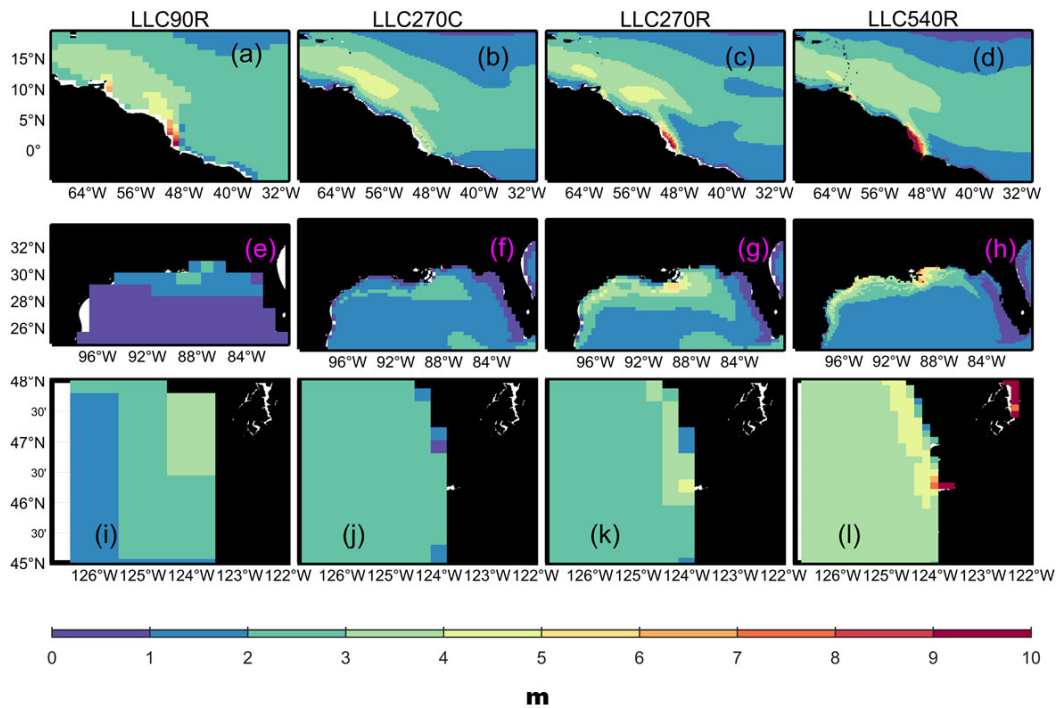 LLC90R LLC270C LLC270R LLC540R
(a) (b) (c) (d)
15°N
10°N
5°N
0°
64°W 56°W 48°W 40°W 32°W 64°W 56°W 48°W 40°W 32°W 64°W 56°W 48°W 40°W 32°W 64°W 56°W 48°W 40°W 32°W
(e) (f) (g) (h)
32°N
30°N
28°N
26°N
96°W 92°W 88°W 84°W 96°W 92°W 88°W 84°W 96°W 92°W 88°W 84°W 96°W 92°W 88°W 84°W
48°N
30'
47°N
30'
46°N
30'
(i) (j) (k) (l)
45°N
126°W 125°W 124°W 123°W 122°W 126°W 125°W 124°W 123°W 122°W 126°W 125°W 124°W 123°W 122°W 126°W 125°W 124°W 123°W 122°W
0 1 2 3 4 5 6 7 8 9 10
m